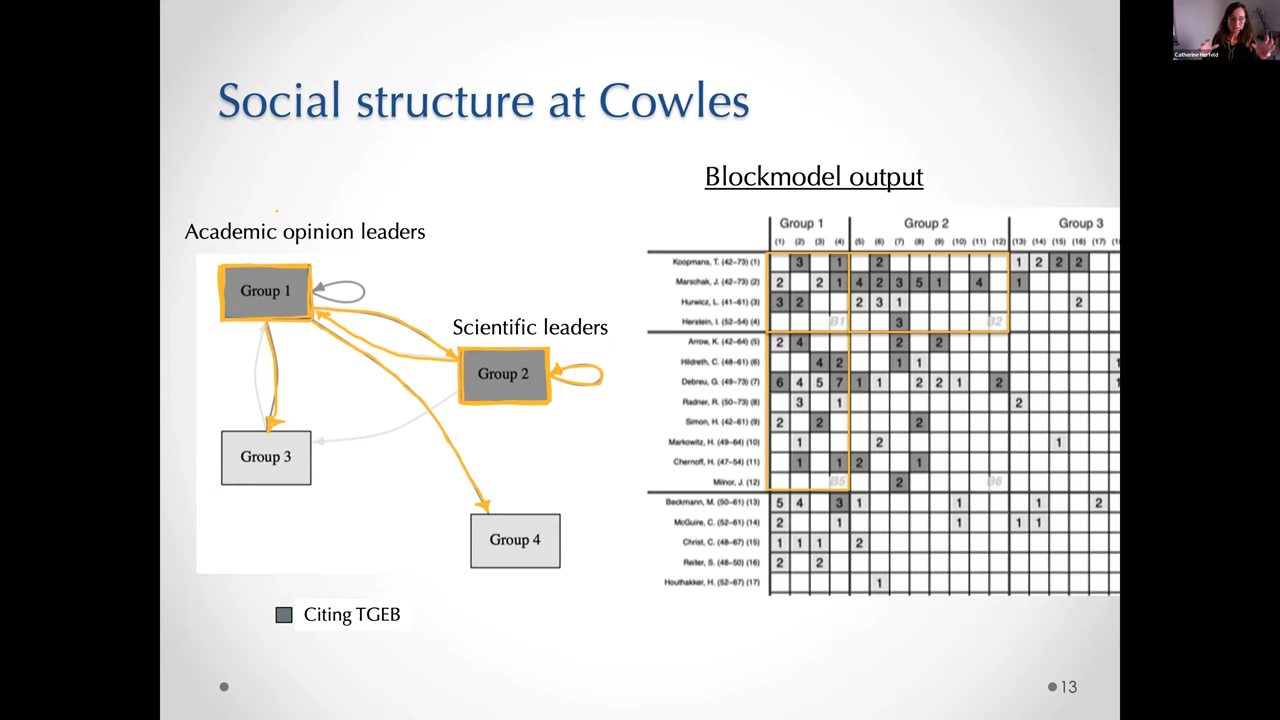 Catherine Herfeld
Social structure at Cowles
Blockmodel output
Academic opinion leaders
Group 1
Scientific leaders
Group 2
Group 3
Group 4
Citing TGEB
Group 1 Group 2 Group 3
(1) (2) (3) (4) (5) (6) (7) (8) (9) (10) (11) (12) (13) (14) (15) (16) (17)
Koopmans, T. (42–73) (1) 3 1 2 1 2 2 2
Marschak, J. (42–73) (2) 2 2 1 4 2 3 5 1 4 1
Hurwicz, L. (41–61) (3) 3 2 2 3 1 2
Herstein, I. (52–54) (4) B1 3 B2
Arrow, K. (42–64) (5) 2 4 2 2
Hildreth, C. (48–61) (6) 4 2 1 1
Debreu, G. (49–73) (7) 6 4 5 7 1 1 2 2 1 2
Radner, R. (50–73) (8) 3 1 2
Simon, H. (42–61) (9) 2 2 2
Markowitz, H. (49–64) (10) 1 2 1
Chernoff, H. (47–54) (11) 1 1 2 1
Milnor, J. (12) B5 2 B6
Beckmann, M. (50–61) (13) 5 4 3 1 1 1 2
McGuire, C. (52–61) (14) 2 1 1 1 1
Christ, C. (48–67) (15) 1 1 1 2
Reiter, S. (48–50) (16) 2 2
Houthakker, H. (52–67) (17) 1
13